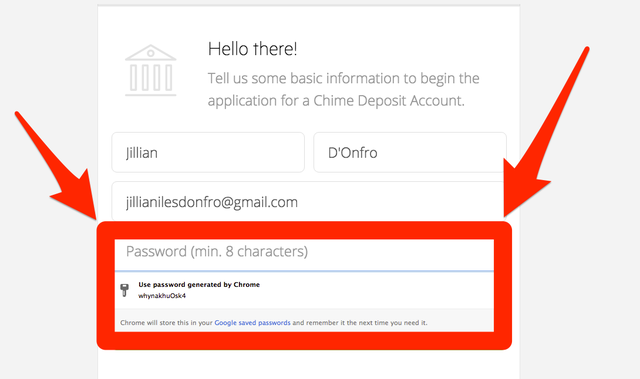 Hello there!
Tell us some basic information to begin the
application for a Chime Deposit Account.
Jillian
D'Onfro
jillianilesdonfro@gmail.com
Password (min. 8 characters)
Use password generated by Chrome
whynakhuOsk4
Chrome will store this in your Google saved passwords and remember it the next time you need it.